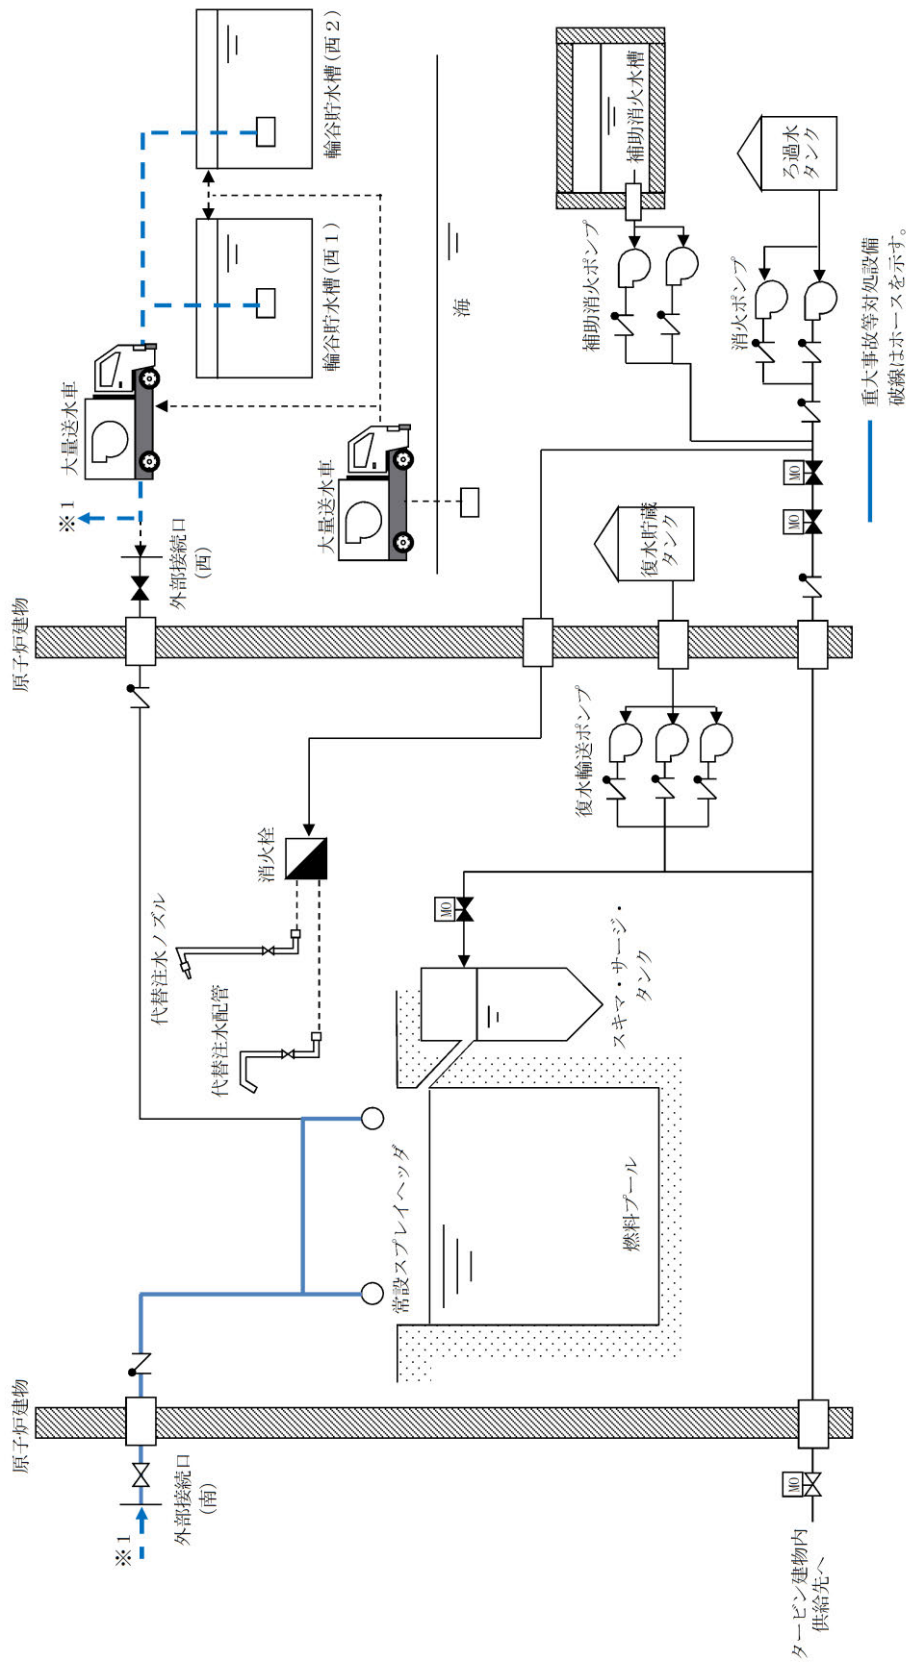 原子炉建物
※1
外部接続口
(南)
常設スプレイヘッダ
燃料プール
代替注水配管
代替注水ノズル
消火栓
MO
スキマ・サージ・
タンク
復水輸送ポンプ
MO
タービン建物内
供給先へ
原子炉建物
※1
外部接続口
(西)
大量送水車
輪谷貯水槽(西1)
輪谷貯水槽(西2)
大量送水車
海
復水貯蔵
タンク
MO
MO
補助消火ポンプ
補助消火水槽
消火ポンプ
ろ過水
タンク
重大事故等対処設備
破線はホースを示す。